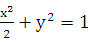 x²/2 + y² = 1